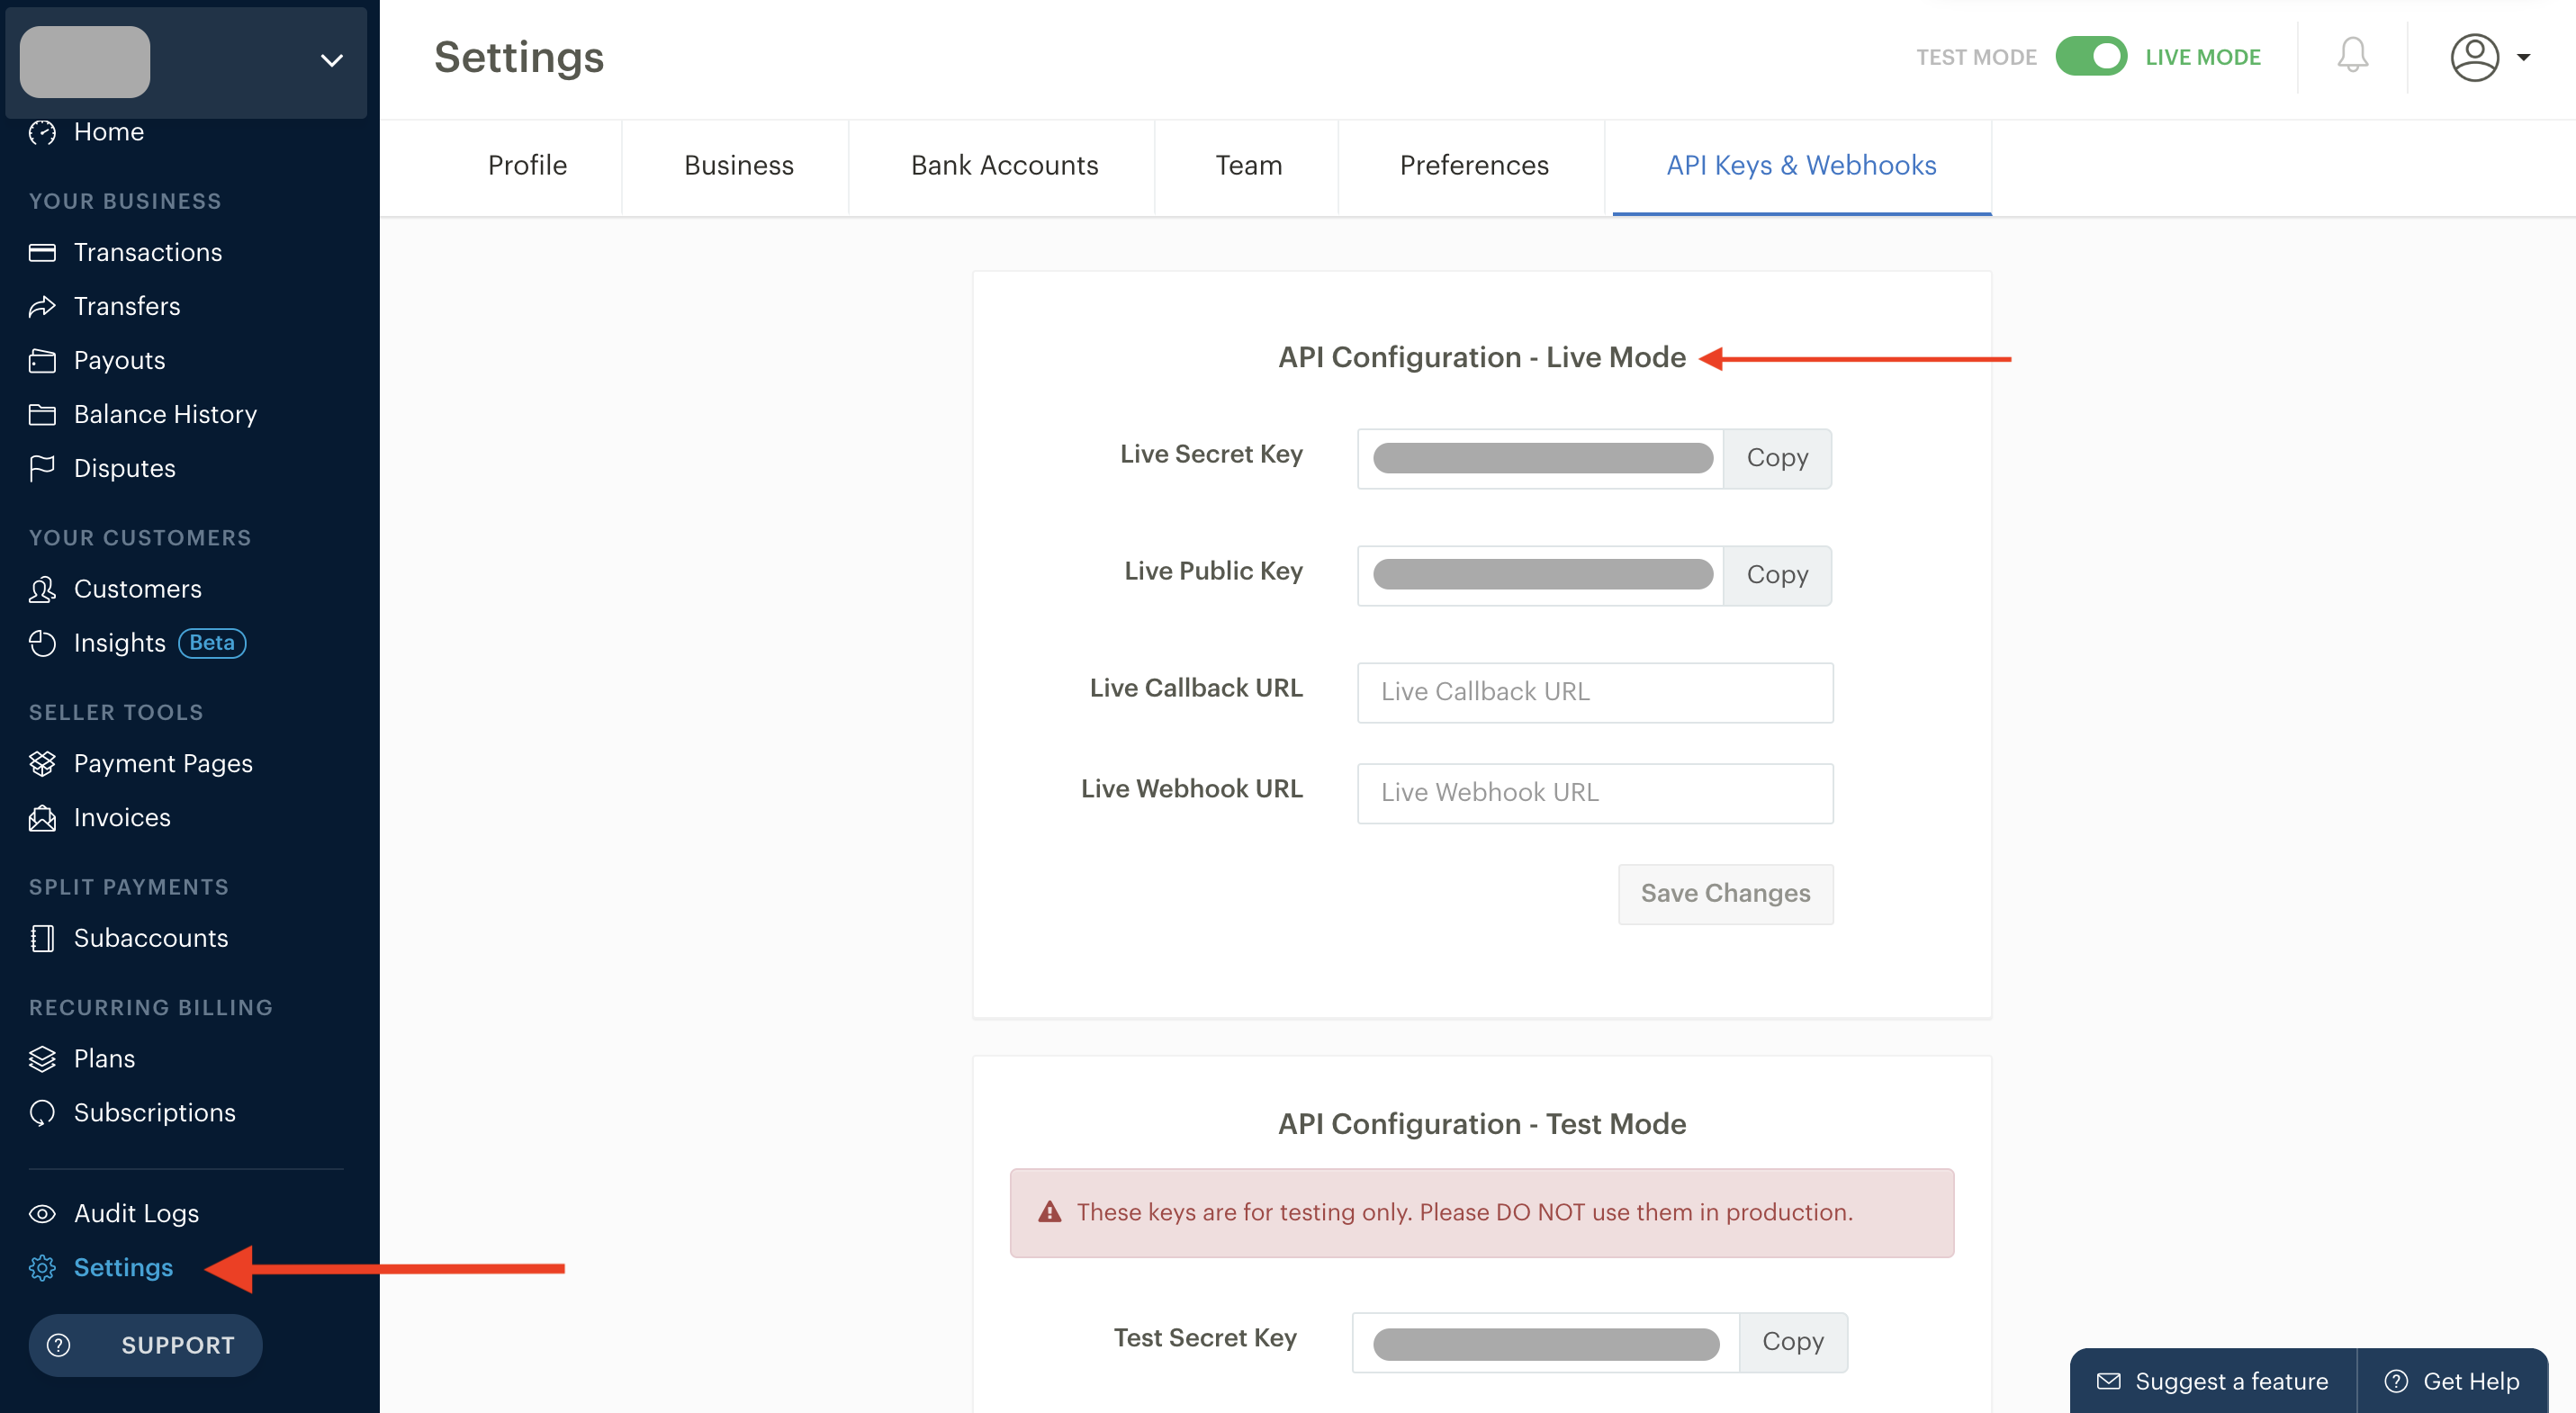 Settings
TEST MODE
LIVE MODE
Home
YOUR BUSINESS
Transactions
Transfers
Payouts
Balance History
Disputes
YOUR CUSTOMERS
Customers
Insights Beta
SELLER TOOLS
Payment Pages
Invoices
SPLIT PAYMENTS
Subaccounts
RECURRING BILLING
Plans
Subscriptions
Audit Logs
Settings
SUPPORT
Profile
Business
Bank Accounts
Team
Preferences
API Keys & Webhooks
API Configuration - Live Mode
Live Secret Key
Copy
Live Public Key
Copy
Live Callback URL
Live Callback URL
Live Webhook URL
Live Webhook URL
Save Changes
API Configuration - Test Mode
These keys are for testing only. Please DO NOT use them in production.
Test Secret Key
Copy
Suggest a feature
Get Help